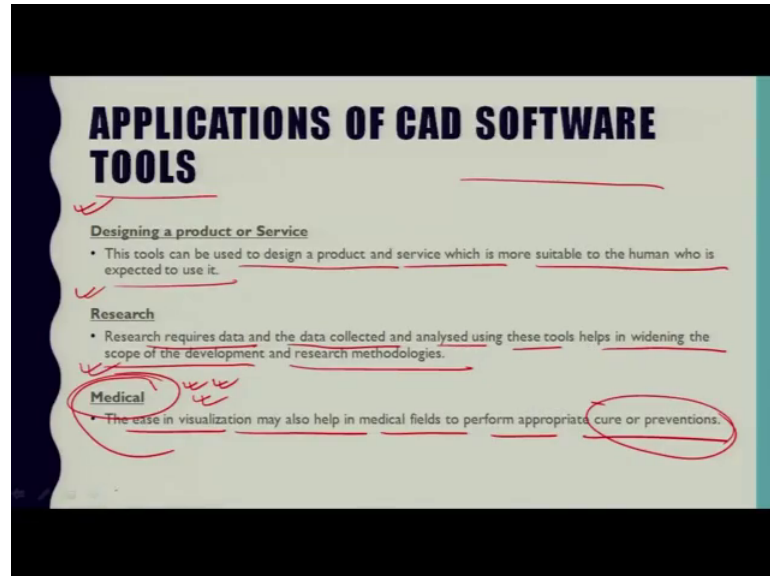 APPLICATIONS OF CAD SOFTWARE
TOOLS
Designing a product or Service
• This tools can be used to design a product and service which is more suitable to the human who is
expected to use it.
Research
• Research requires data and the data collected and analysed using these tools helps in widening the
scope of the development and research methodologies.
Medical
• The ease in visualization may also help in medical fields to perform appropriate cure or preventions.